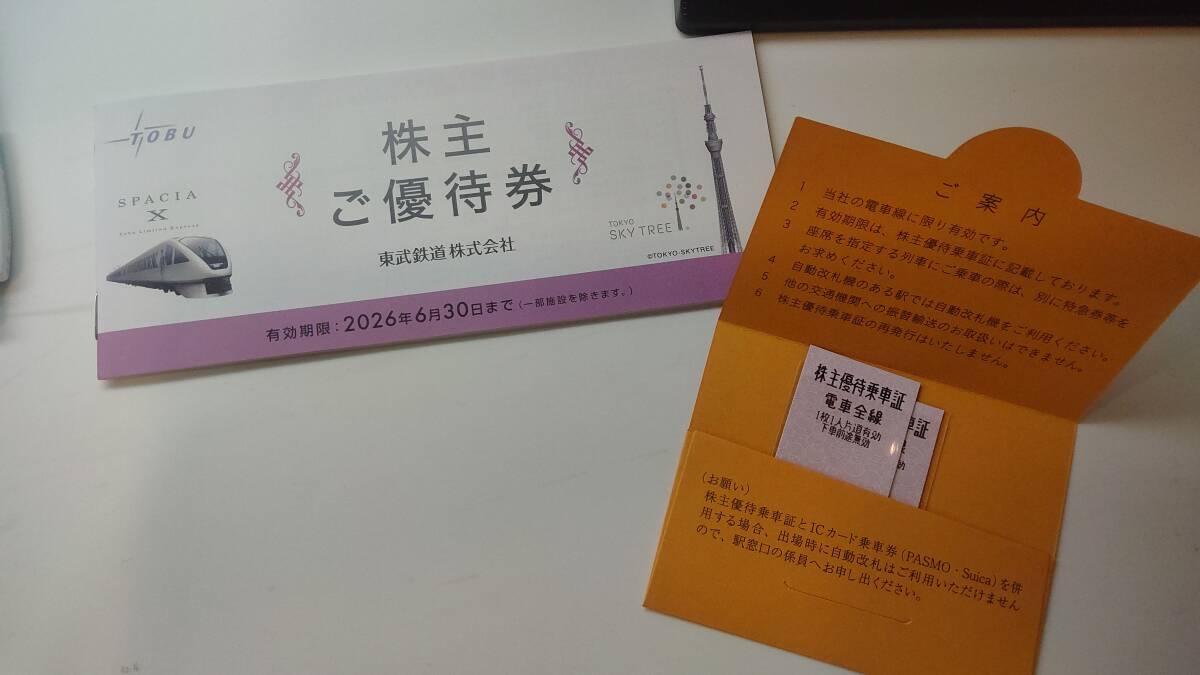 TOBU
SPACIA
X
Tobu Limited Express
株主
ご優待券
東武鉄道株式会社
TOKYO
SKYTREE
©TOKYO-SKYTREE
有効期限：2026年6月30日まで（一部施設を除きます。）
ご案内
1 当社の電車線に限り有効です。
2 有効期限は、株主優待乗車証に記載しております。
3 座席を指定する列車にご乗車の際は、別に特急券等を
お求めください。
4 自動改札機のある駅では自動改札機をご利用ください。
5 他の交通機関への振替輸送のお取扱いはできません。
6 株主優待乗車証の再発行はいたしません。
株主優待乗車証
電車全線
1枚1人片道有効
下車前途無効
車証
効
（お願い）
株主優待乗車証とICカード乗車券（PASMO・Suica）を併
用する場合、出場時に自動改札はご利用いただけません
ので、駅窓口の係員へお申し出ください。